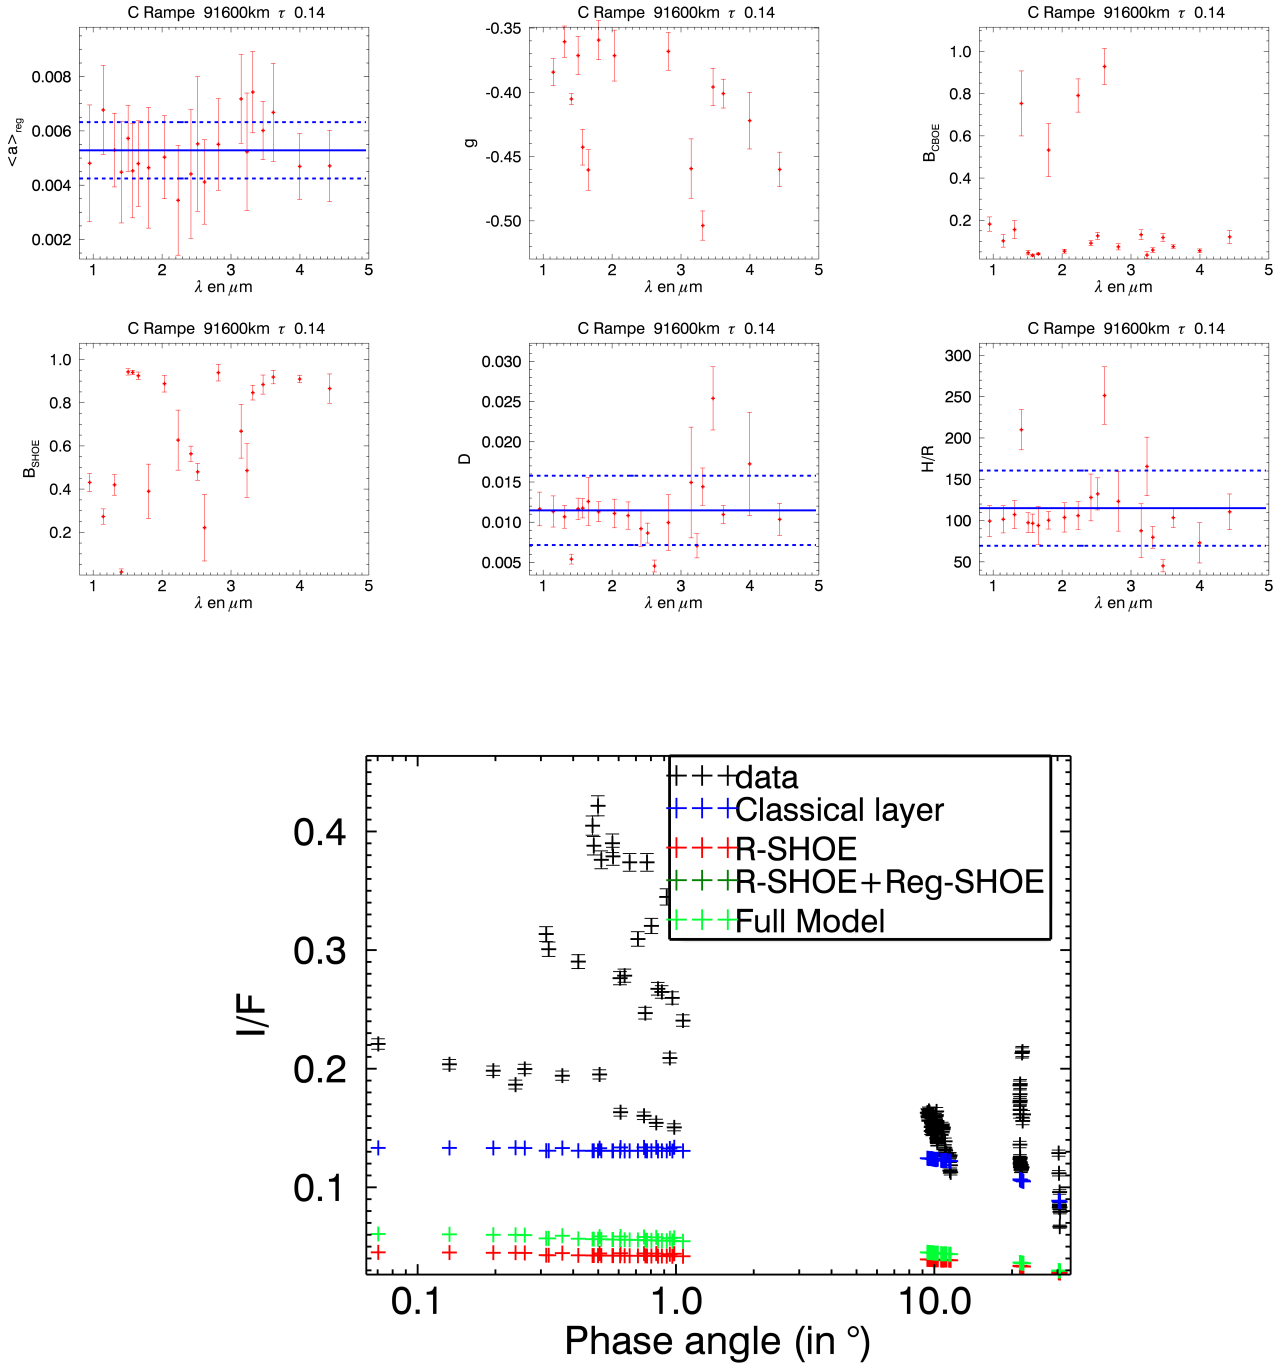 C Rampe 91600km τ 0.14
C Rampe 91600km τ 0.14
C Rampe 91600km τ 0.14
<a>reg
0.008
0.006
0.004
0.002
1 2 3 4 5
λ en μm
g
-0.35
-0.40
-0.45
-0.50
1 2 3 4 5
λ en μm
BCBOE
1.0
0.8
0.6
0.4
0.2
1 2 3 4 5
λ en μm
C Rampe 91600km τ 0.14
C Rampe 91600km τ 0.14
C Rampe 91600km τ 0.14
BSHOE
1.0
0.8
0.6
0.4
0.2
1 2 3 4 5
λ en μm
D
0.030
0.025
0.020
0.015
0.010
0.005
1 2 3 4 5
λ en μm
H/R
300
250
200
150
100
50
1 2 3 4 5
λ en μm
data
Classical layer
R-SHOE
R-SHOE+Reg-SHOE
Full Model
I/F
0.4
0.3
0.2
0.1
0.1 1.0 10.0
Phase angle (in °)